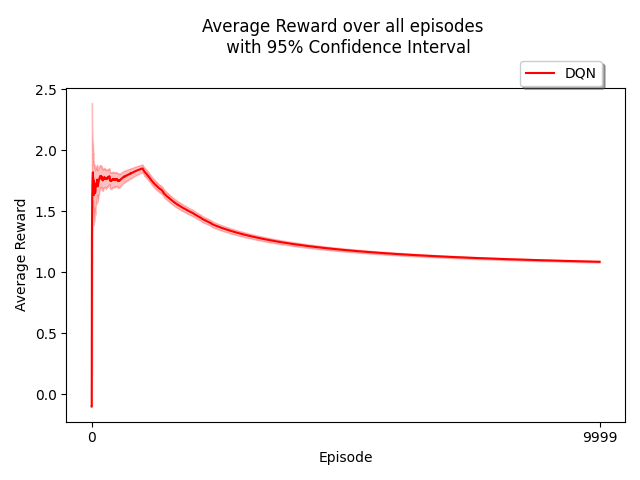 Average Reward over all episodes
with 95% Confidence Interval
DQN
2.5
2.0
1.5
1.0
0.5
0.0
Average Reward
0
9999
Episode